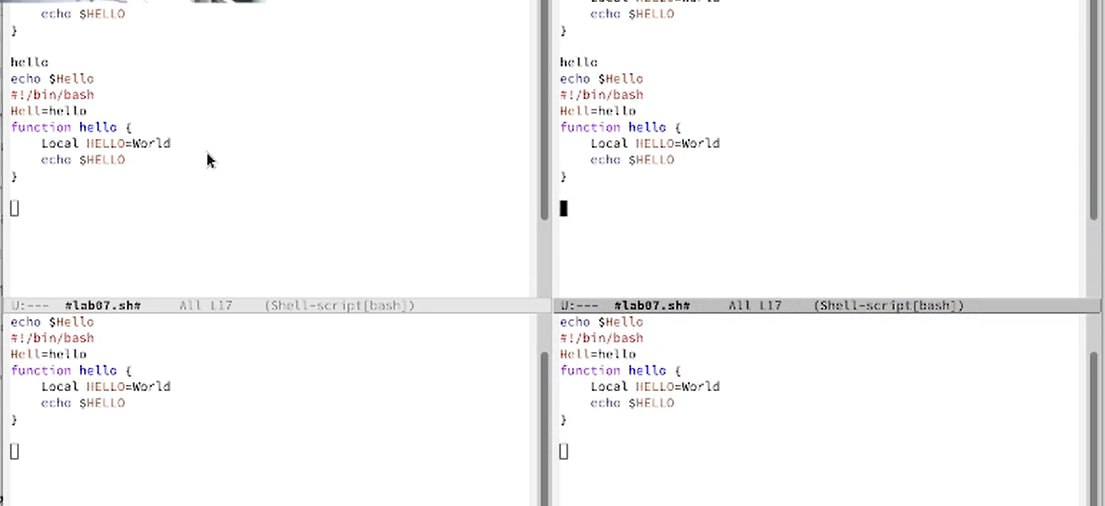 echo $HELLO
}
hello
echo $Hello
#!/bin/bash
Hell=hello
function hello {
Local HELLO=World
echo $HELLO
}
U:--- #lab07.sh# All L17 (Shell-script[bash])
echo $HELLO
}
hello
echo $Hello
#!/bin/bash
Hell=hello
function hello {
Local HELLO=World
echo $HELLO
}
U:--- #lab07.sh# All L17 (Shell-script[bash])
echo $Hello
#!/bin/bash
Hell=hello
function hello {
Local HELLO=World
echo $HELLO
}
echo $Hello
#!/bin/bash
Hell=hello
function hello {
Local HELLO=World
echo $HELLO
}